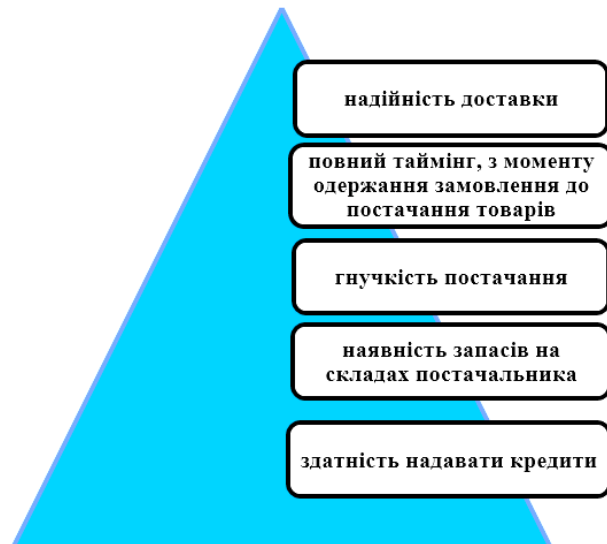 надійність доставки
повний таймінг, з моменту
одержання замовлення до
постачання товарів
гнучкість постачання
наявність запасів на
складах постачальника
здатність надавати кредити